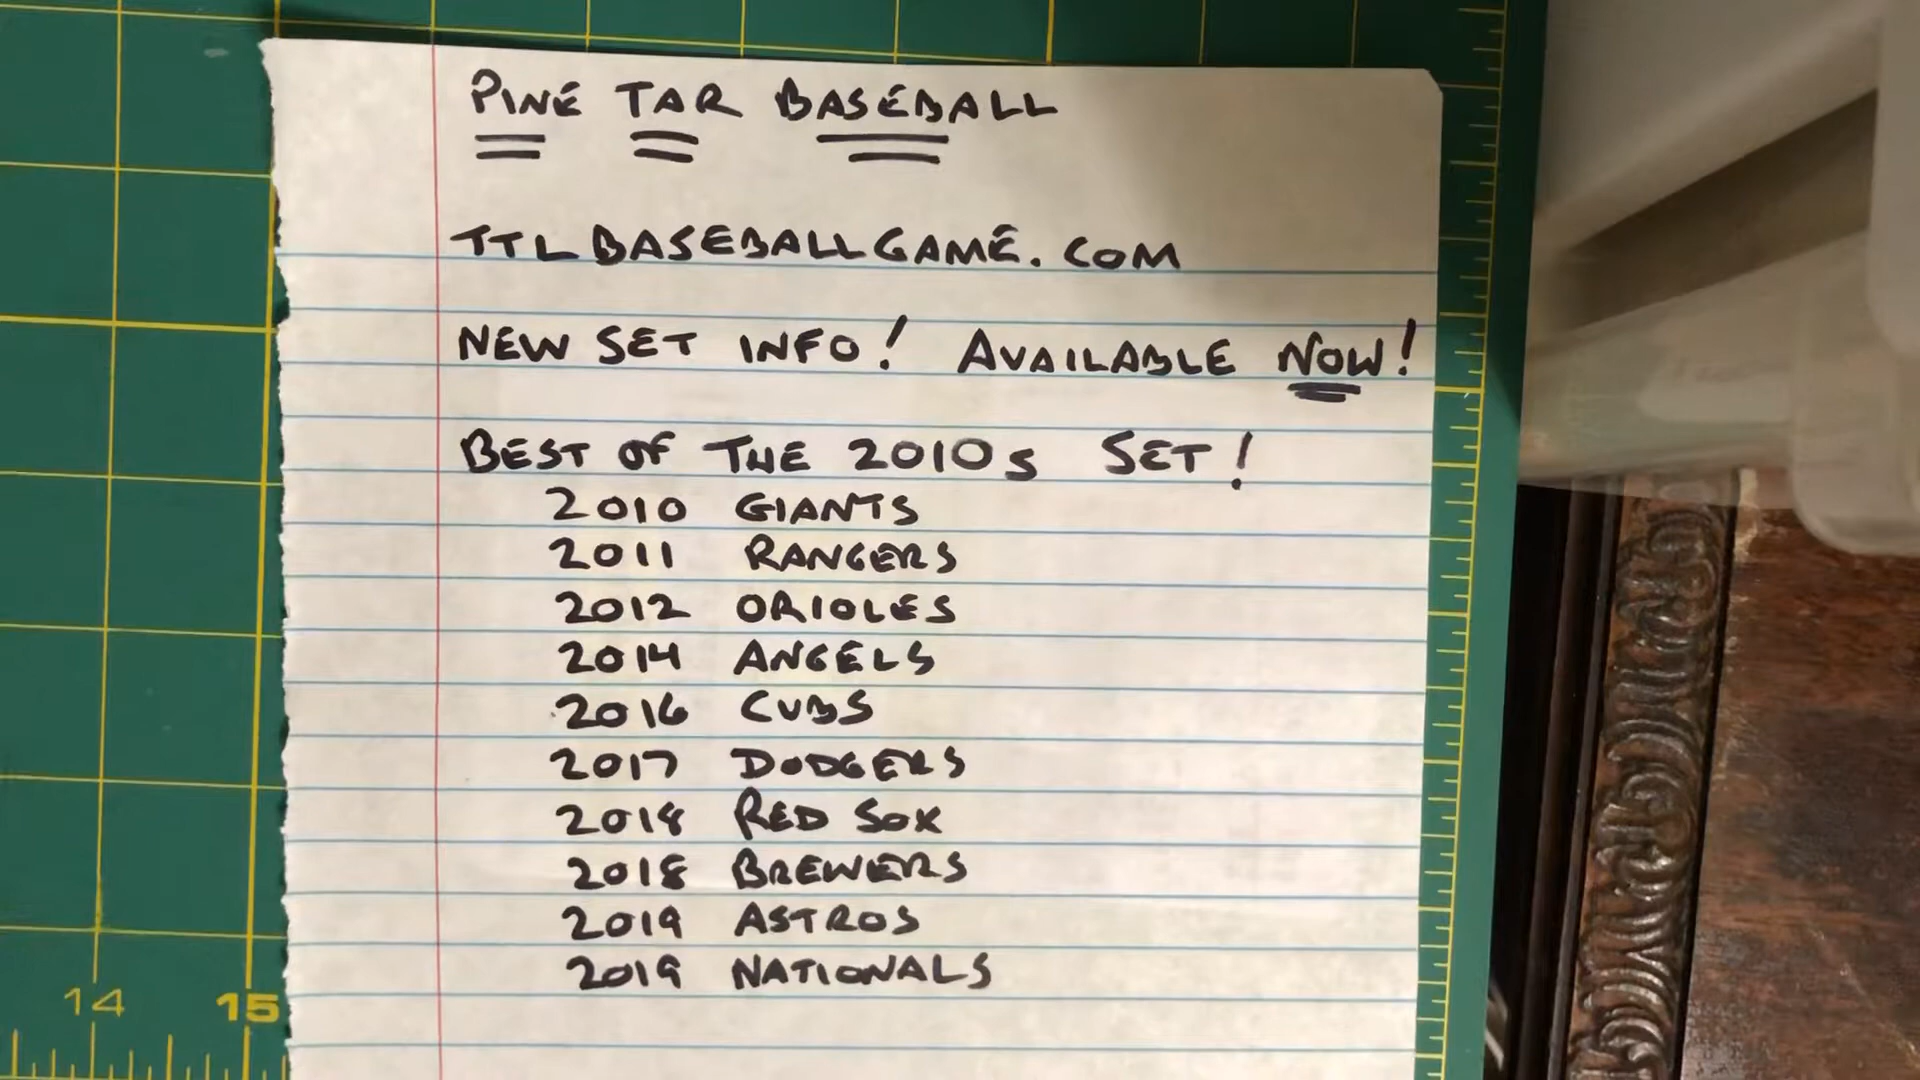 PINE TAR BASEBALL
TTLBASEBALLGAME.COM
NEW SET INFO! AVAILABLE NOW!
BEST OF THE 2010s SET!
2010 GIANTS
2011 RANGERS
2012 ORIOLES
2014 ANGELS
2016 CUBS
2017 DODGERS
2018 RED SOX
2018 BREWERS
2019 ASTROS
2019 NATIONALS
14 15